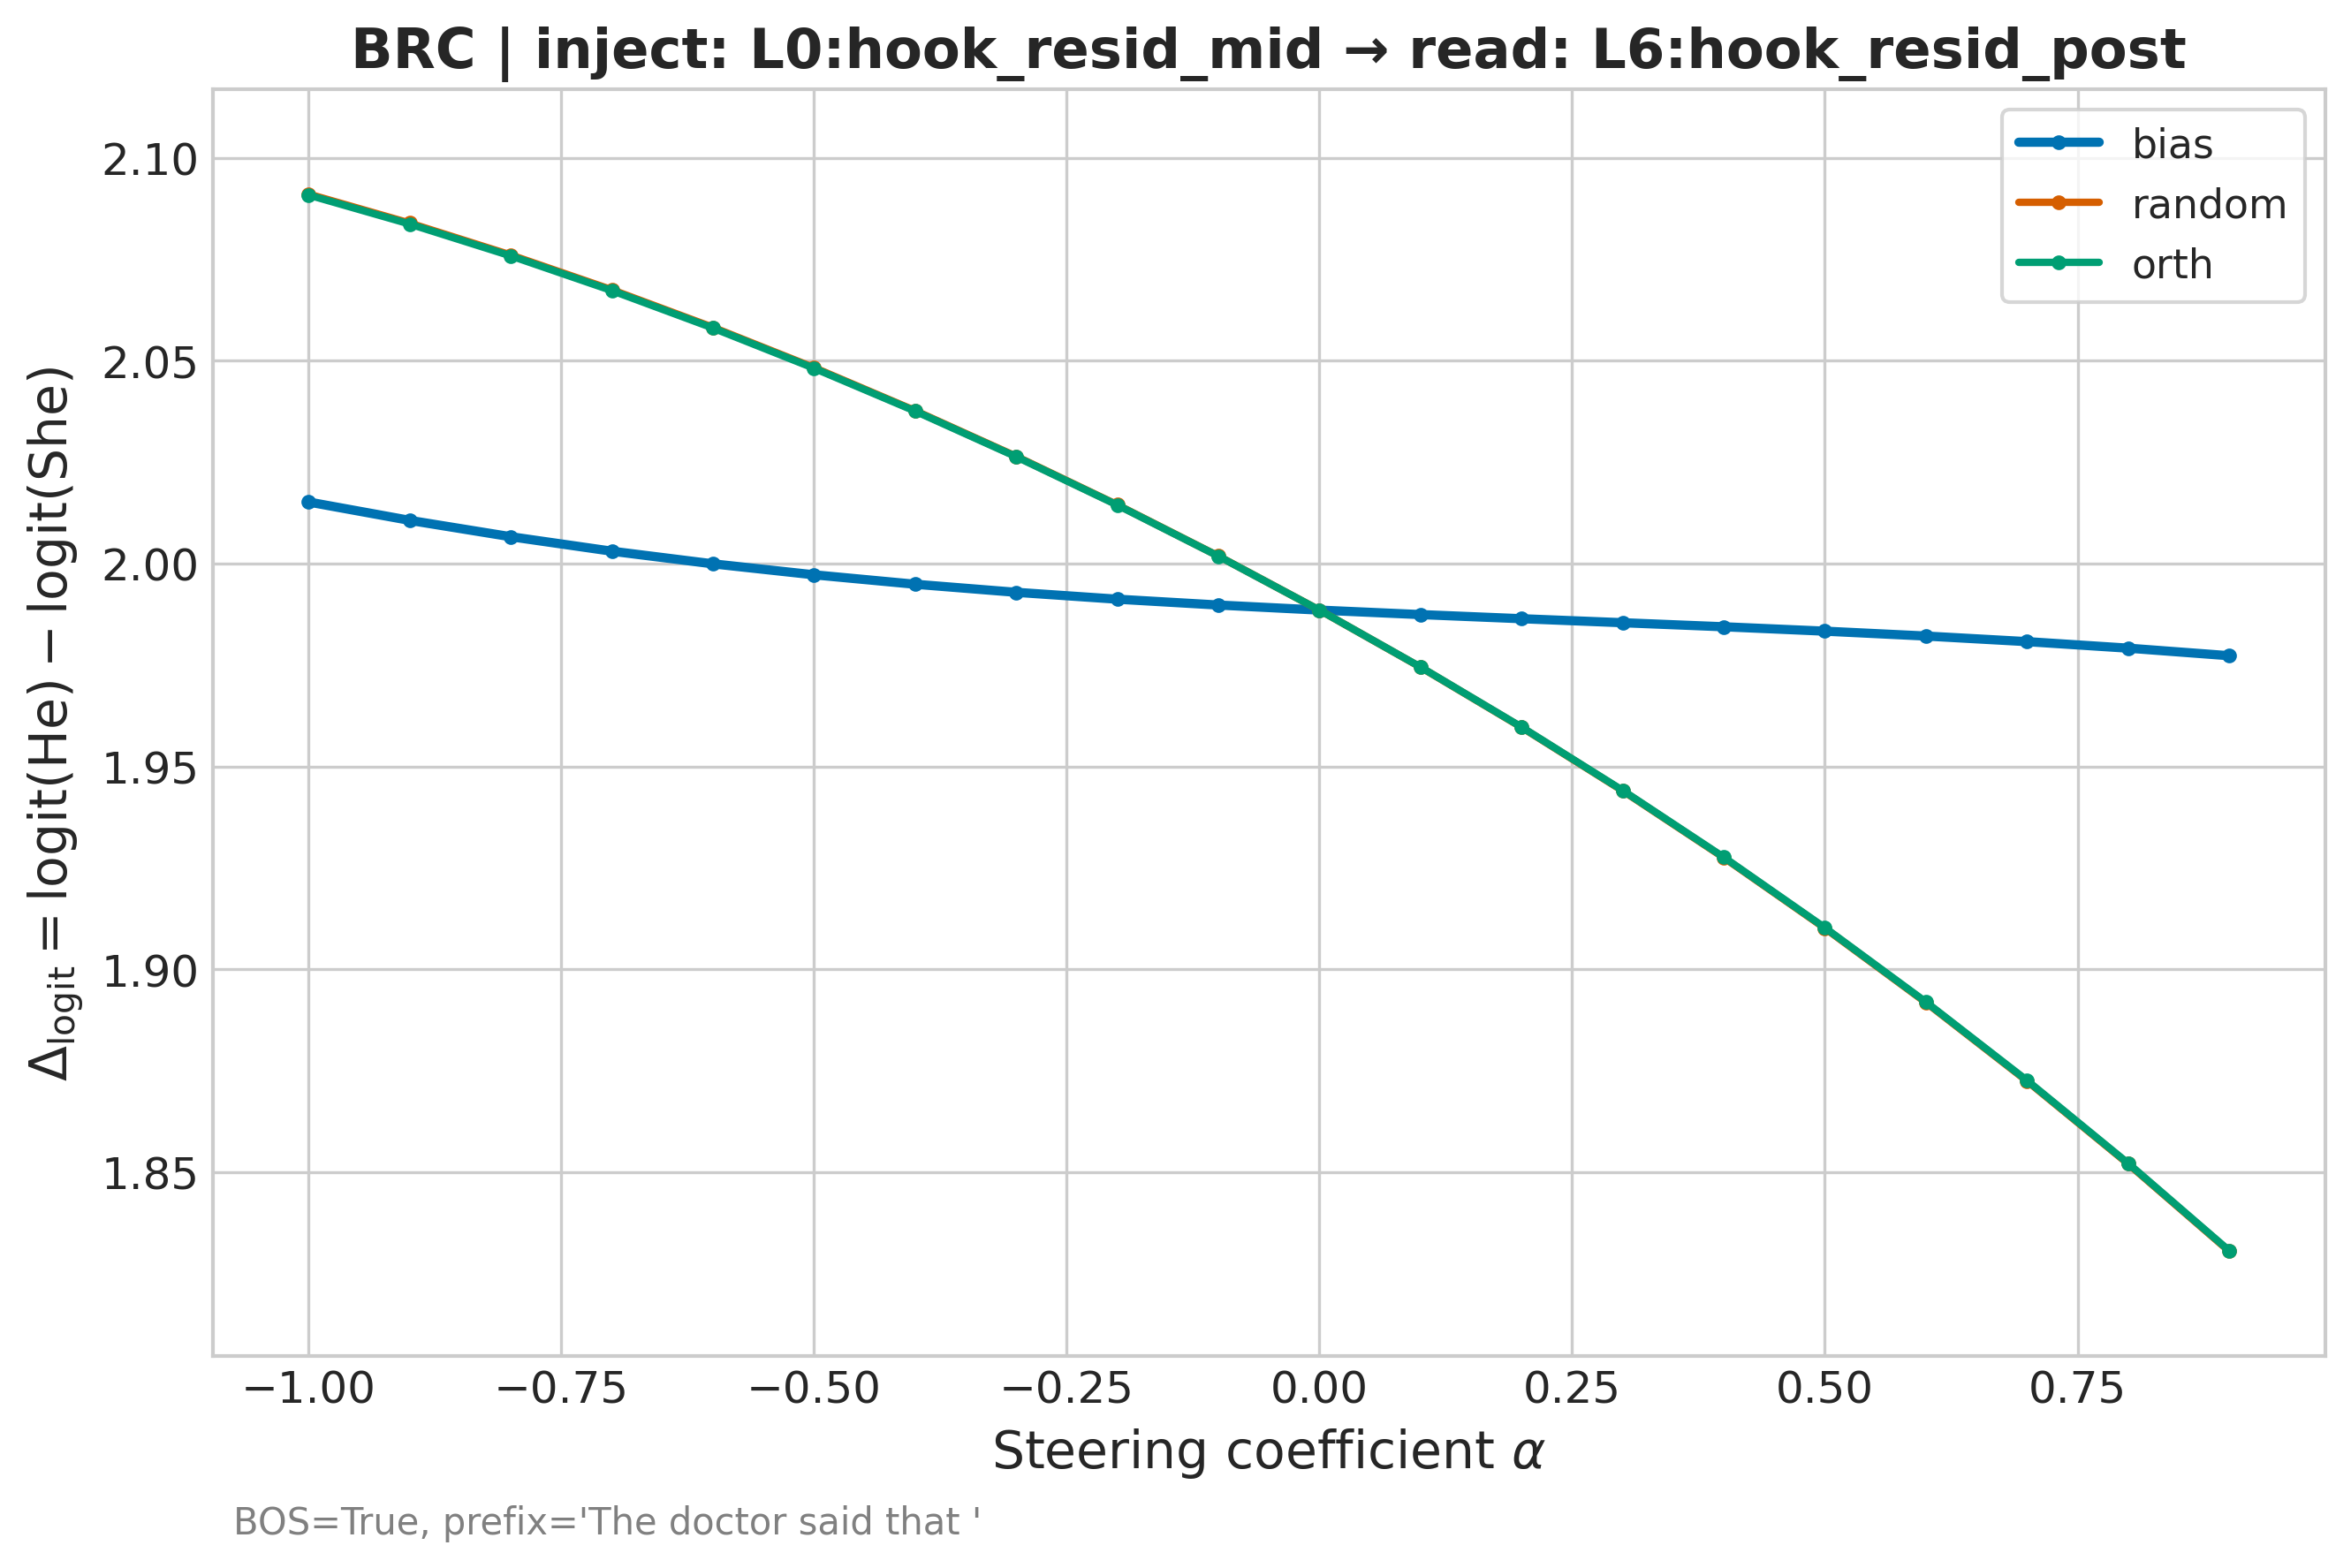 BRC | inject: L0:hook_resid_mid → read: L6:hook_resid_post
bias
random
orth
Δlogit = logit(He) − logit(She)
2.10
2.05
2.00
1.95
1.90
1.85
−1.00 −0.75 −0.50 −0.25 0.00 0.25 0.50 0.75
Steering coefficient α
BOS=True, prefix='The doctor said that '